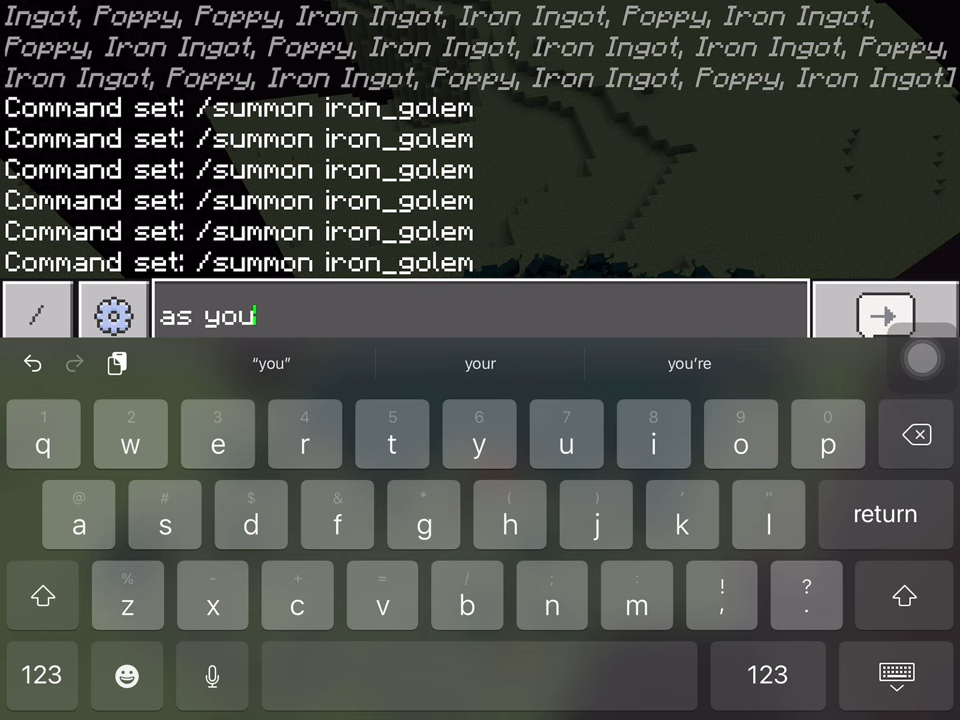 Ingot, Poppy, Poppy, Iron Ingot, Iron Ingot, Poppy, Iron Ingot,
Poppy, Iron Ingot, Poppy, Iron Ingot, Iron Ingot, Iron Ingot, Poppy,
Iron Ingot, Poppy, Iron Ingot, Poppy, Iron Ingot, Poppy, Iron Ingot]
Command set: /summon iron_golem
Command set: /summon iron_golem
Command set: /summon iron_golem
Command set: /summon iron_golem
Command set: /summon iron_golem
Command set: /summon iron_golem
/ as you
“you” your you’re
1 2 3 4 5 6 7 8 9 0
q w e r t y u i o p
@ # $ & * ( ) ' "
a s d f g h j k l return
% - + = / ; : ! ?
z x c v b n m , .
123 123